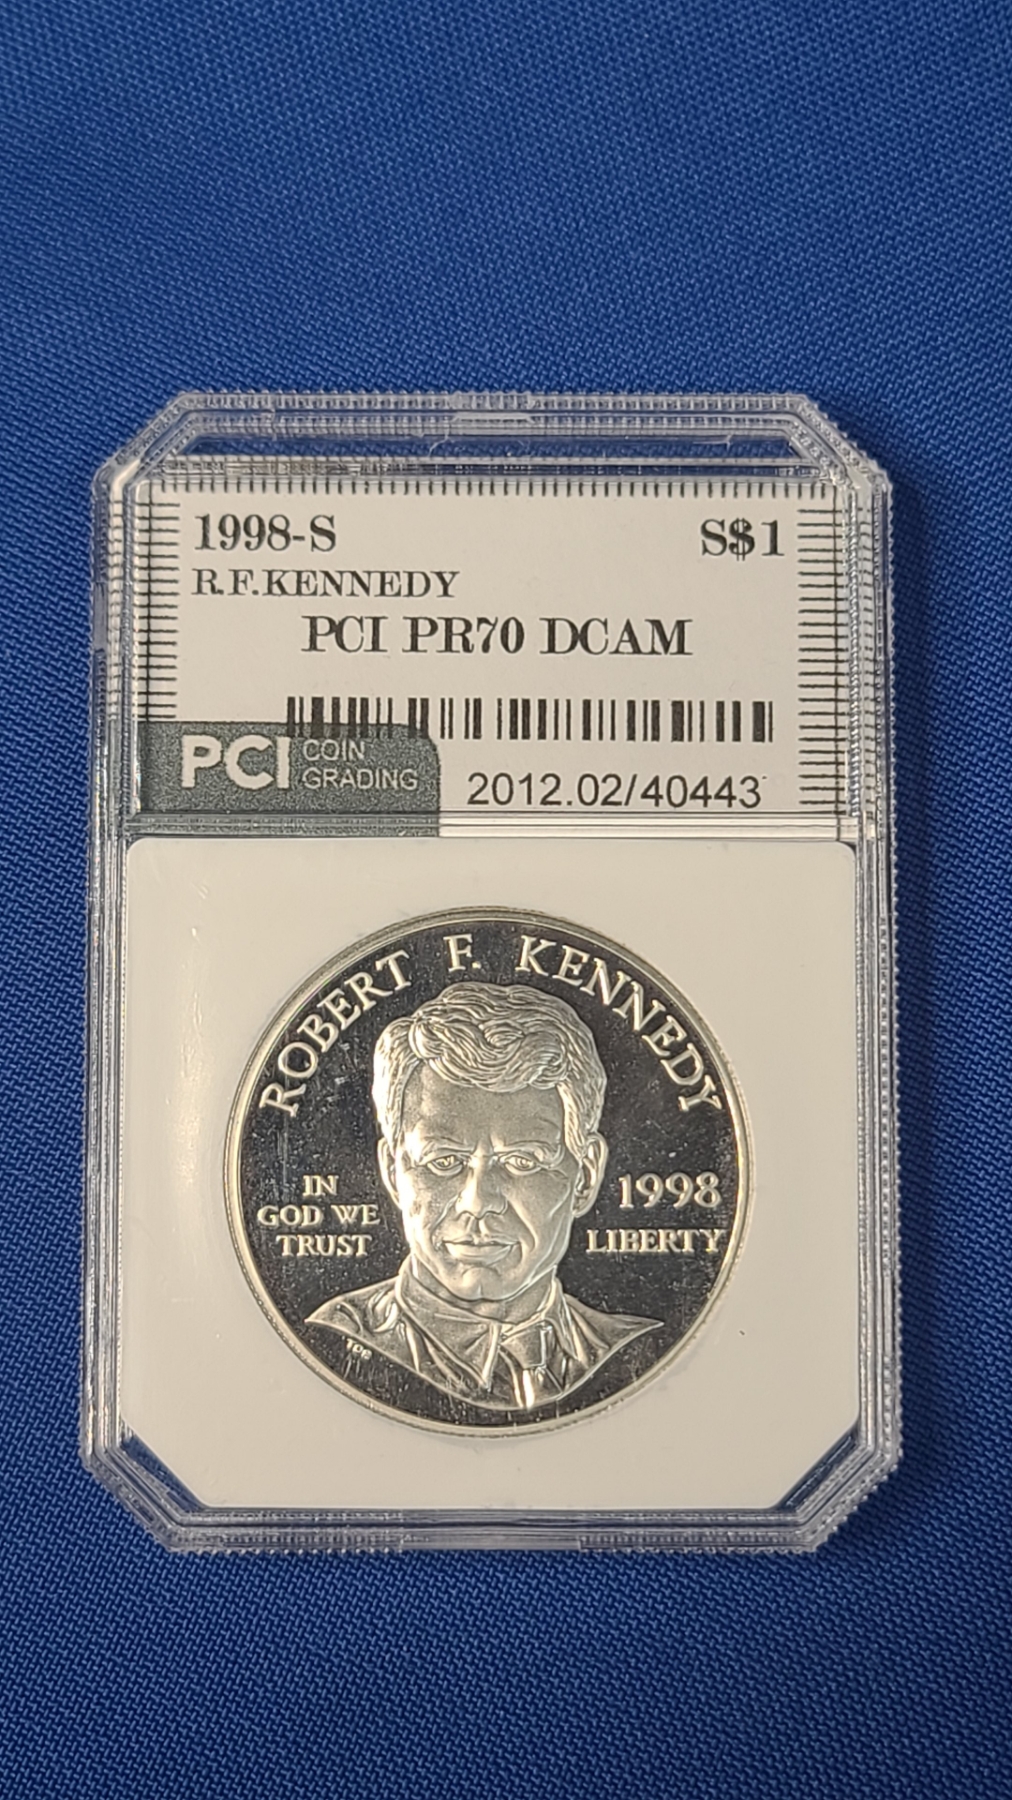 1998-S S$1
R.F.KENNEDY
PCI PR70 DCAM
PCI COIN
GRADING
2012.02/40443
ROBERT F. KENNEDY
IN
GOD WE
TRUST
1998
LIBERTY